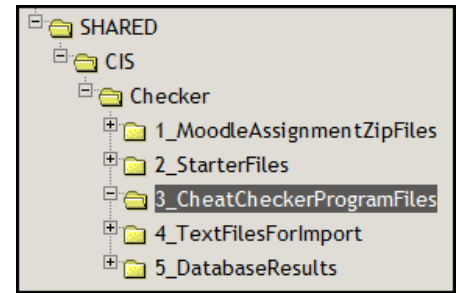 SHARED
CIS
Checker
1_MoodleAssignmentZipFiles
2_StarterFiles
3_CheatCheckerProgramFiles
4_TextFilesForImport
5_DatabaseResults